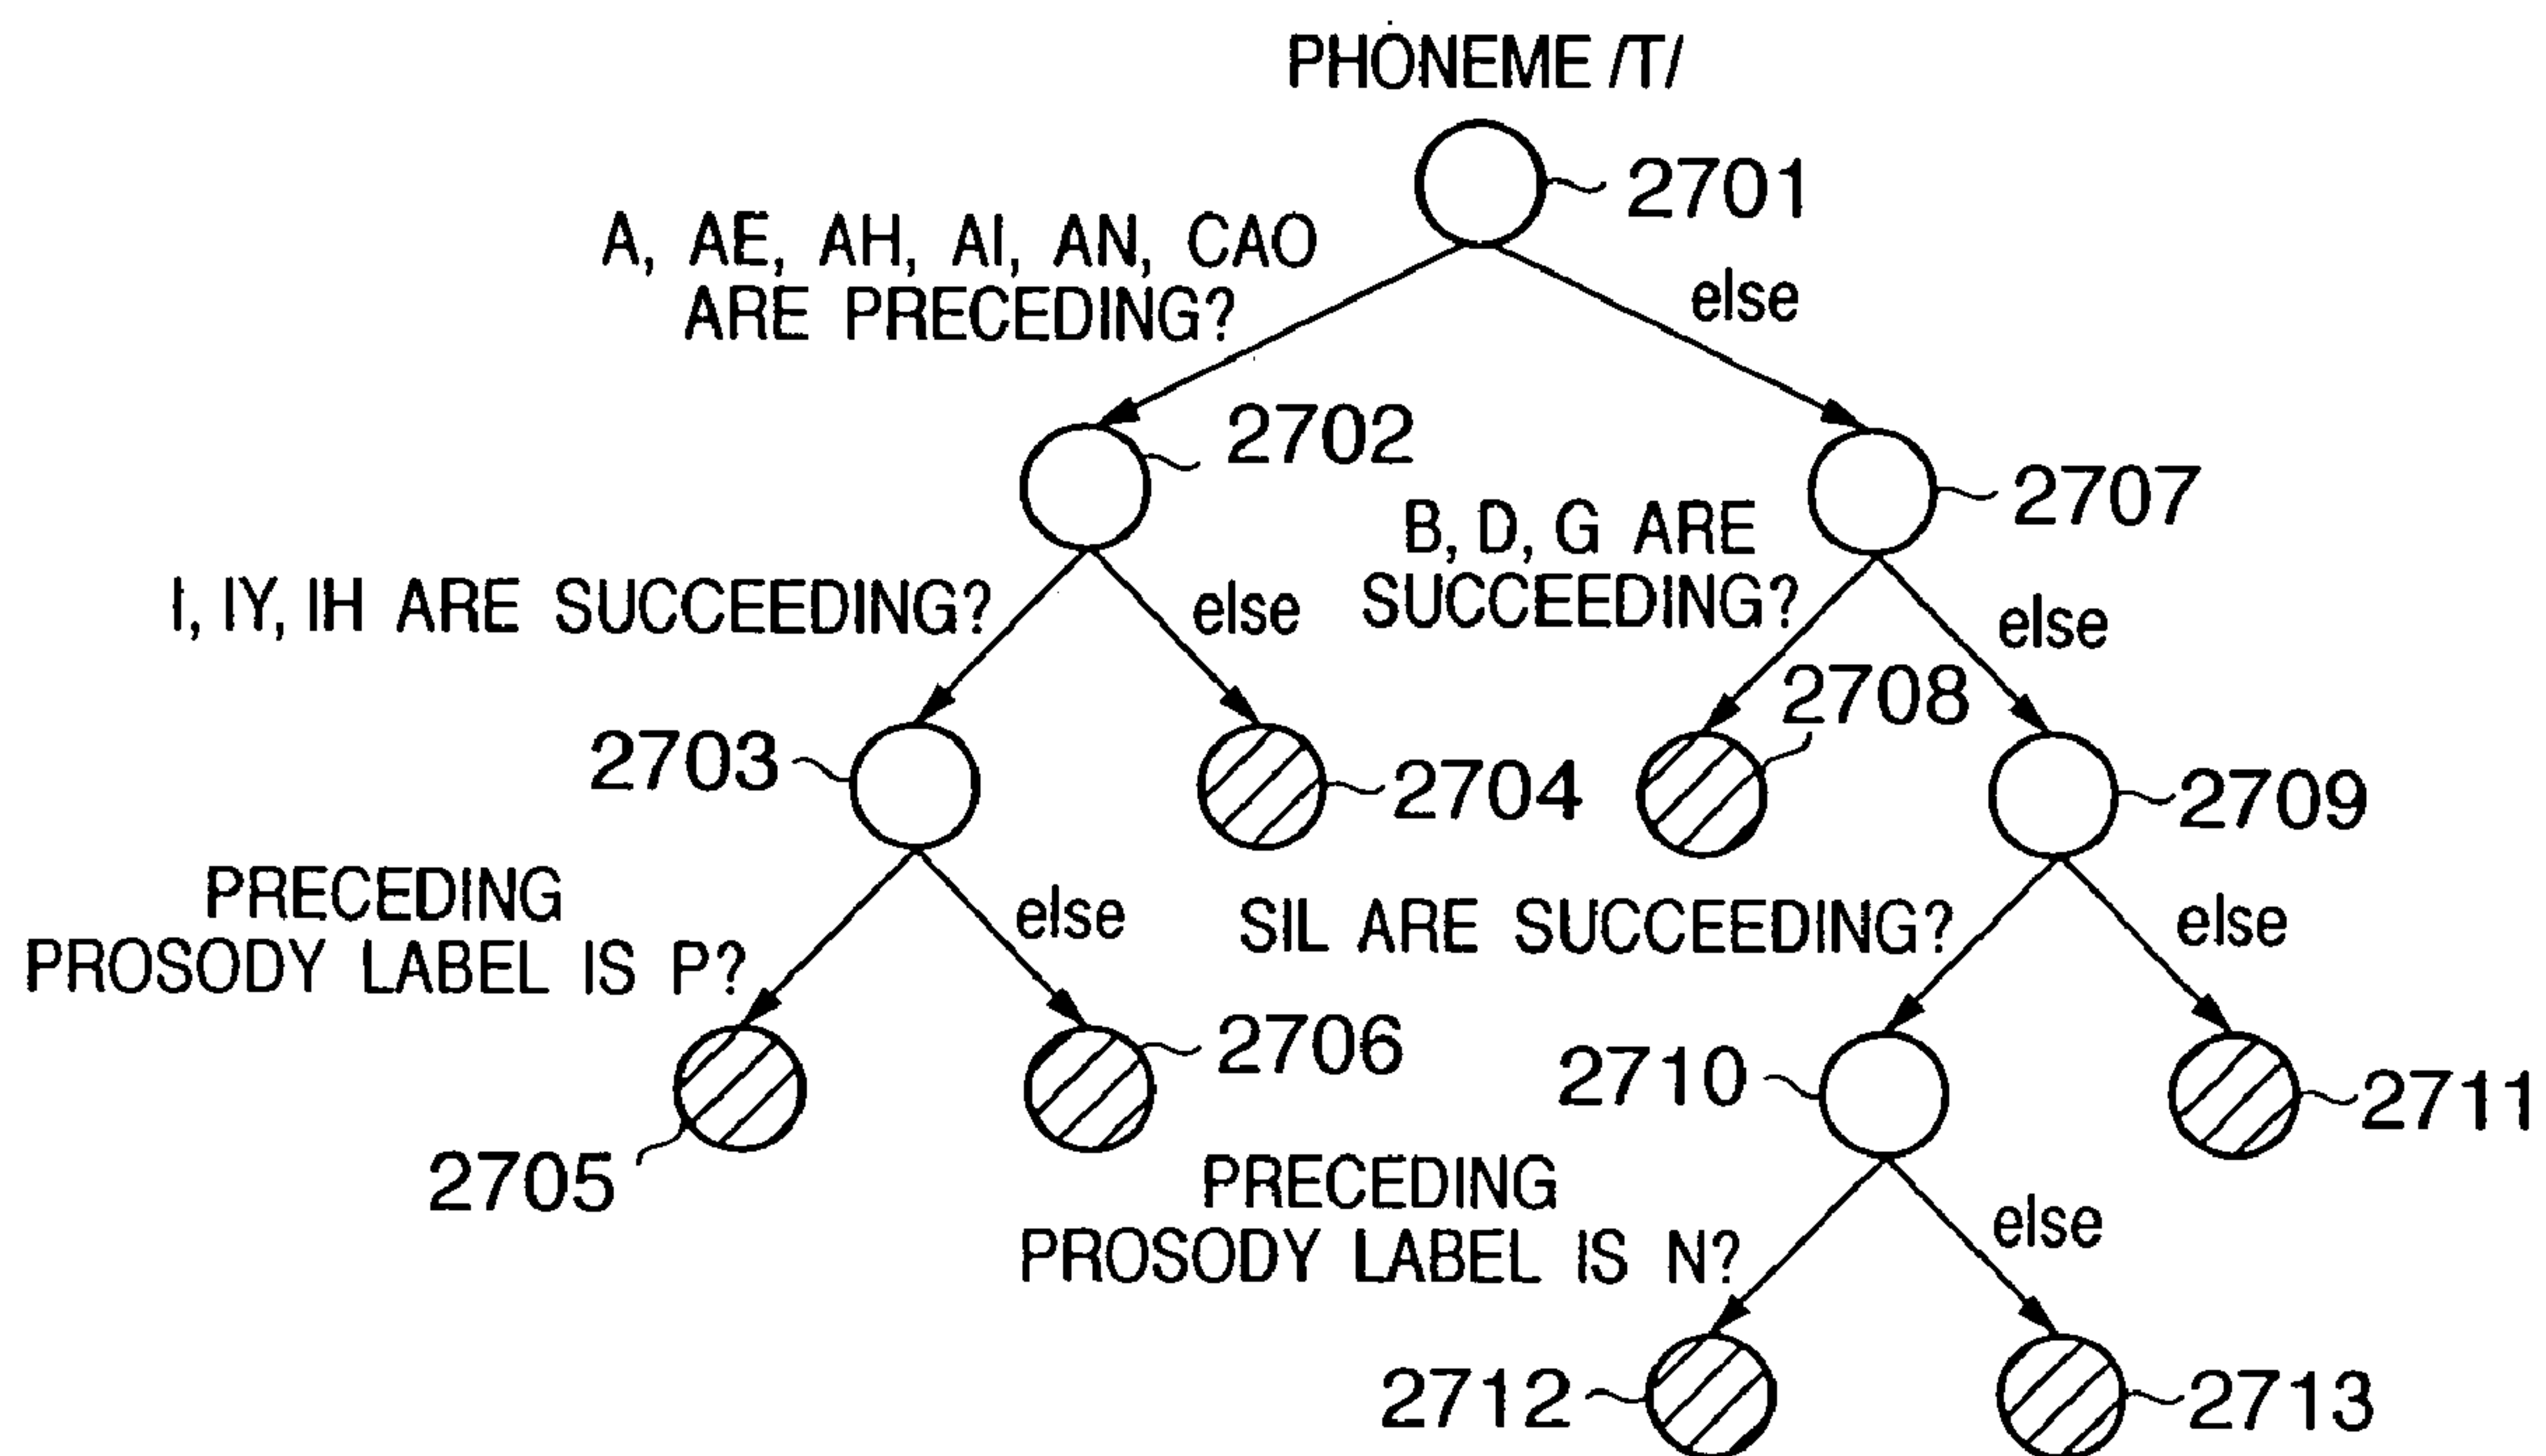 PHONEME /T/
2701
A, AE, AH, AI, AN, CAO
ARE PRECEDING?
else
2702
2707
I, IY, IH ARE SUCCEEDING?
else
B, D, G ARE
SUCCEEDING?
else
2703
2704
2708
2709
PRECEDING
PROSODY LABEL IS P?
else
SIL ARE SUCCEEDING?
else
2705
2706
2710
2711
PRECEDING
PROSODY LABEL IS N?
else
2712
2713